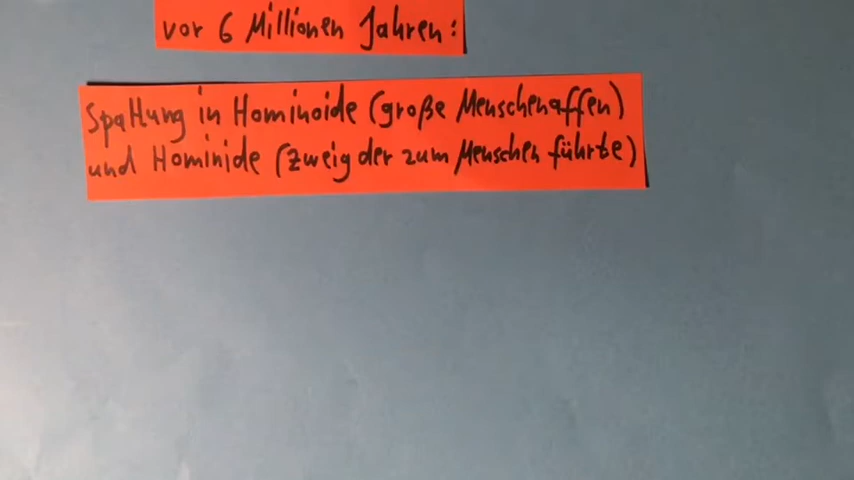 vor 6 Millionen Jahren:
Spaltung in Hominoide (große Menschenaffen)
und Hominide (zweig der zum Menschen führte)